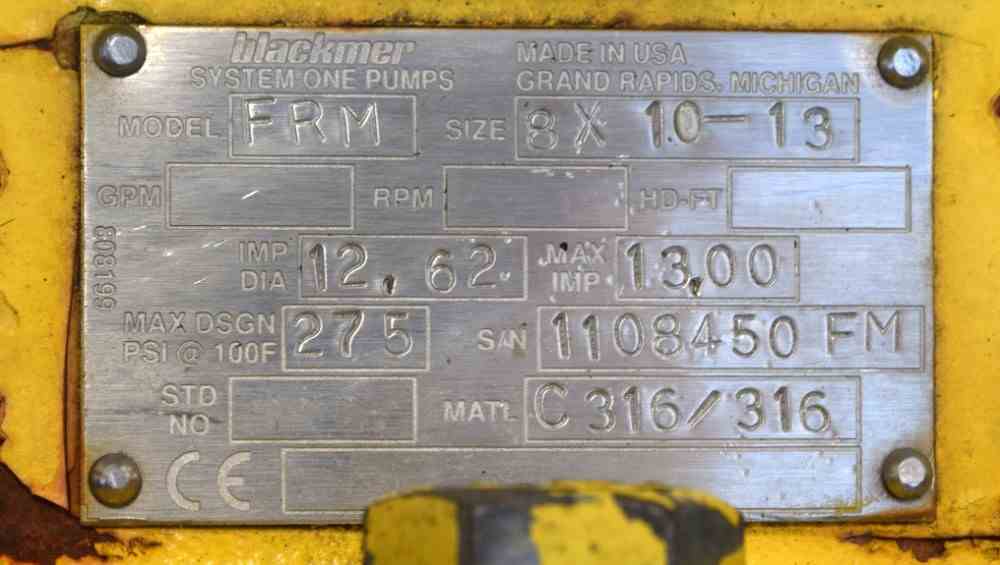 blackmer
SYSTEM ONE PUMPS
MADE IN USA
GRAND RAPIDS, MICHIGAN
MODEL FRM SIZE 8 X 10-13
GPM RPM HD-FT
IMP DIA 12.62 MAX IMP 13.00
MAX DSGN PSI @ 100F 275 S/N 1108450 FM
STD NO MAT'L C 316/316
CE
808199